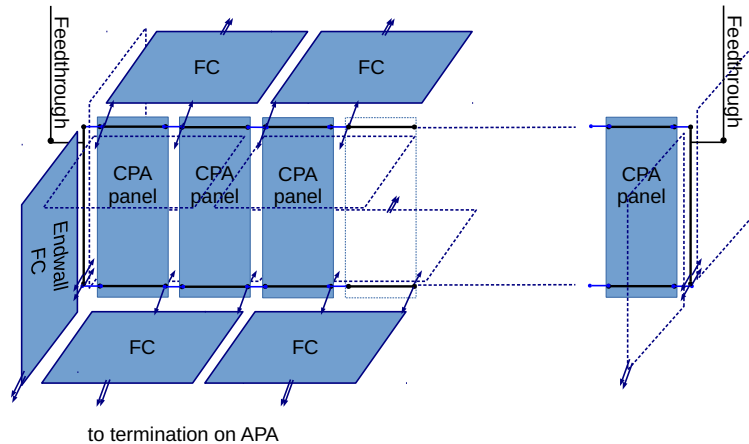 Feedthrough
Feedthrough
FC
FC
CPA
panel
CPA
panel
CPA
panel
CPA
panel
Endwall
FC
FC
FC
to termination on APA